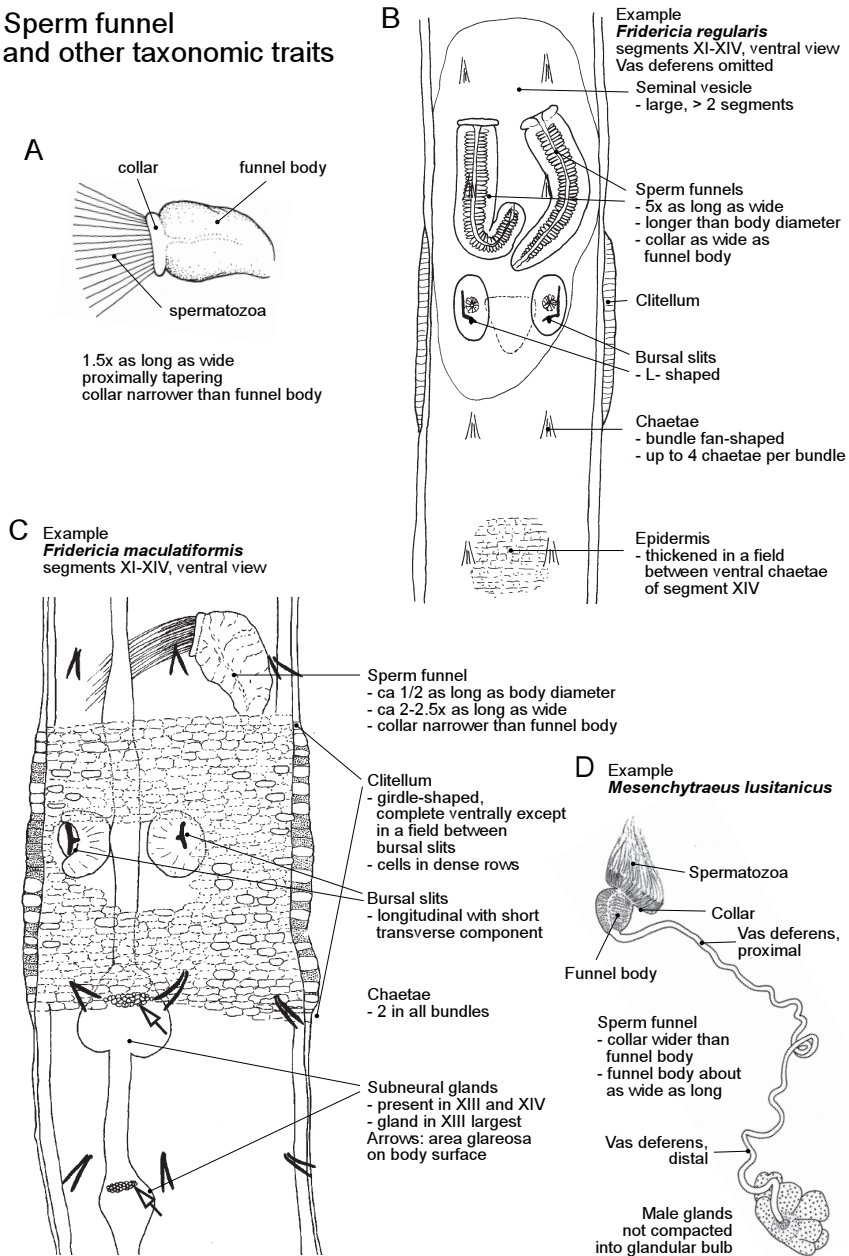 Sperm funnel
and other taxonomic traits
A
collar
funnel body
spermatozoa
1.5x as long as wide
proximally tapering
collar narrower than funnel body
B
Example
Fridericia regularis
segments XI-XIV, ventral view
Vas deferens omitted
Seminal vesicle
- large, > 2 segments
Sperm funnels
- 5x as long as wide
- longer than body diameter
- collar as wide as
funnel body
Clitellum
Bursal slits
- L- shaped
Chaetae
- bundle fan-shaped
- up to 4 chaetae per bundle
Epidermis
- thickened in a field
between ventral chaetae
of segment XIV
C
Example
Fridericia maculatiformis
segments XI-XIV, ventral view
Sperm funnel
- ca 1/2 as long as body diameter
- ca 2-2.5x as long as wide
- collar narrower than funnel body
Clitellum
- girdle-shaped,
complete ventrally except
in a field between
bursal slits
- cells in dense rows
Bursal slits
- longitudinal with short
transverse component
Chaetae
- 2 in all bundles
Subneural glands
- present in XIII and XIV
- gland in XIII largest
Arrows: area glareosa
on body surface
D
Example
Mesenchytraeus lusitanicus
Spermatozoa
Collar
Vas deferens,
proximal
Funnel body
Sperm funnel
- collar wider than
funnel body
- funnel body about
as wide as long
Vas deferens,
distal
Male glands
not compacted
into glandular bulb